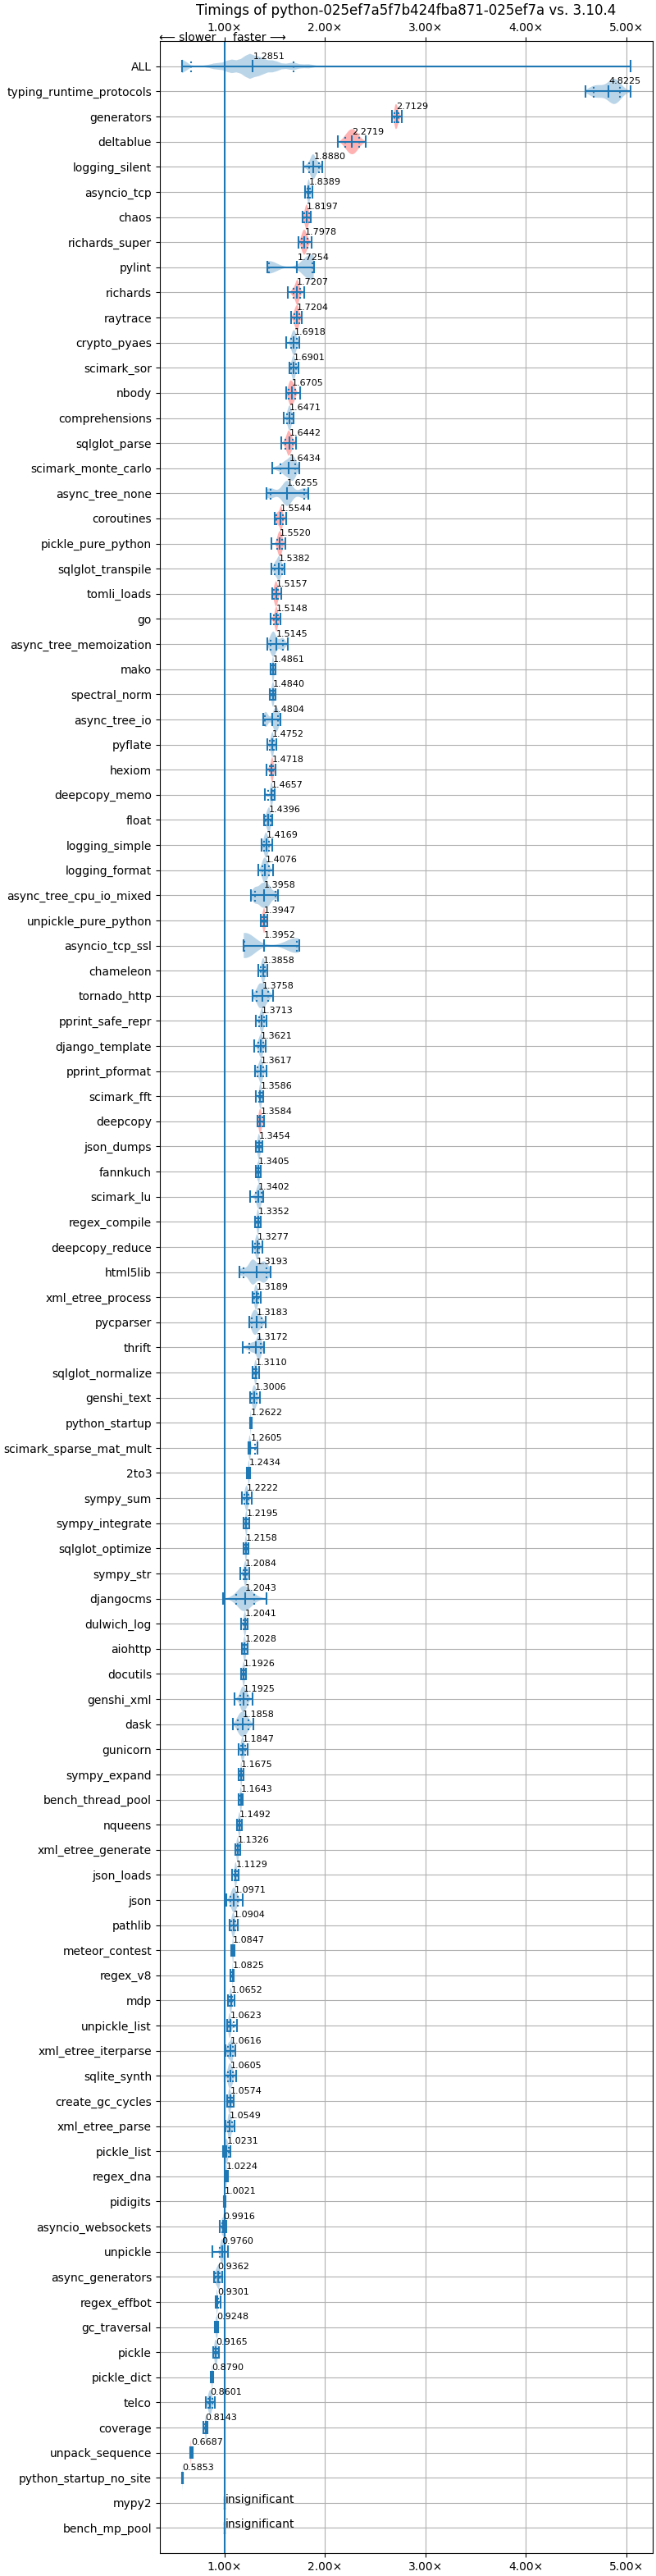 Timings of python-025ef7a5f7b424fba871-025ef7a vs. 3.10.4
1.00× 2.00× 3.00× 4.00× 5.00×
⟵ slower faster ⟶
ALL 1.2851
typing_runtime_protocols 4.8225
generators 2.7129
deltablue 2.2719
logging_silent 1.8880
asyncio_tcp 1.8389
chaos 1.8197
richards_super 1.7978
pylint 1.7254
richards 1.7207
raytrace 1.7204
crypto_pyaes 1.6918
scimark_sor 1.6901
nbody 1.6705
comprehensions 1.6471
sqlglot_parse 1.6442
scimark_monte_carlo 1.6434
async_tree_none 1.6255
coroutines 1.5544
pickle_pure_python 1.5520
sqlglot_transpile 1.5382
tomli_loads 1.5157
go 1.5148
async_tree_memoization 1.5145
mako 1.4861
spectral_norm 1.4840
async_tree_io 1.4804
pyflate 1.4752
hexiom 1.4718
deepcopy_memo 1.4657
float 1.4396
logging_simple 1.4169
logging_format 1.4076
async_tree_cpu_io_mixed 1.3958
unpickle_pure_python 1.3947
asyncio_tcp_ssl 1.3952
chameleon 1.3858
tornado_http 1.3758
pprint_safe_repr 1.3713
django_template 1.3621
pprint_pformat 1.3617
scimark_fft 1.3586
deepcopy 1.3584
json_dumps 1.3454
fannkuch 1.3405
scimark_lu 1.3402
regex_compile 1.3352
deepcopy_reduce 1.3277
html5lib 1.3193
xml_etree_process 1.3189
pycparser 1.3183
thrift 1.3172
sqlglot_normalize 1.3110
genshi_text 1.3006
python_startup 1.2622
scimark_sparse_mat_mult 1.2605
2to3 1.2434
sympy_sum 1.2222
sympy_integrate 1.2195
sqlglot_optimize 1.2158
sympy_str 1.2084
djangocms 1.2043
dulwich_log 1.2041
aiohttp 1.2028
docutils 1.1926
genshi_xml 1.1925
dask 1.1858
gunicorn 1.1847
sympy_expand 1.1675
bench_thread_pool 1.1643
nqueens 1.1492
xml_etree_generate 1.1326
json_loads 1.1129
json 1.0971
pathlib 1.0904
meteor_contest 1.0847
regex_v8 1.0825
mdp 1.0652
unpickle_list 1.0623
xml_etree_iterparse 1.0616
sqlite_synth 1.0605
create_gc_cycles 1.0574
xml_etree_parse 1.0549
pickle_list 1.0231
regex_dna 1.0224
pidigits 1.0021
asyncio_websockets 0.9916
unpickle 0.9760
async_generators 0.9362
regex_effbot 0.9301
gc_traversal 0.9248
pickle 0.9165
pickle_dict 0.8790
telco 0.8601
coverage 0.8143
unpack_sequence 0.6687
python_startup_no_site 0.5853
mypy2 insignificant
bench_mp_pool insignificant
1.00× 2.00× 3.00× 4.00× 5.00×